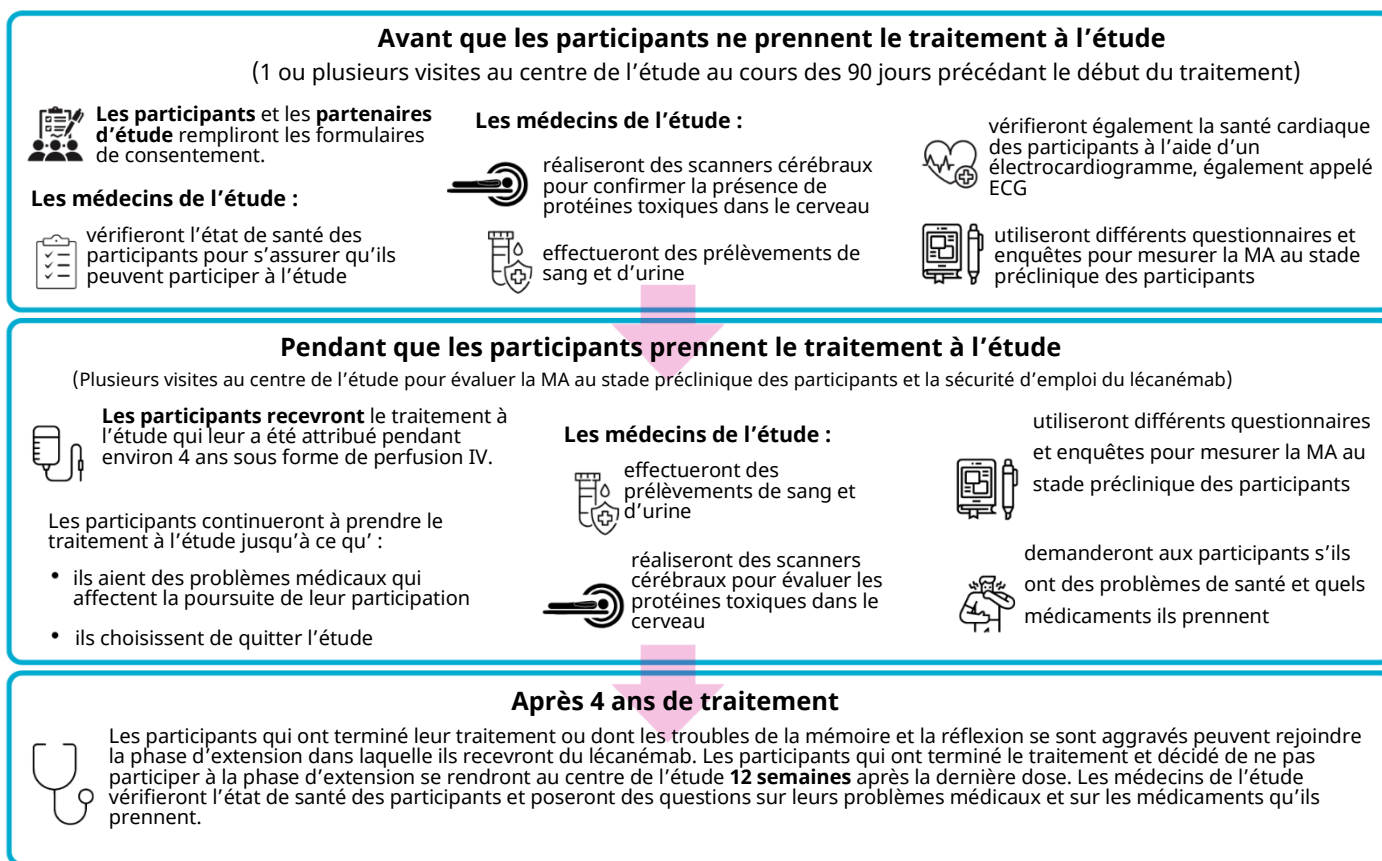 Avant que les participants ne prennent le traitement à l’étude
(1 ou plusieurs visites au centre de l’étude au cours des 90 jours précédant le début du traitement)
Les participants et les partenaires
d’étude rempliront les formulaires
de consentement.
Les médecins de l’étude :
vérifieront l’état de santé des
participants pour s’assurer qu’ils
peuvent participer à l’étude
Les médecins de l’étude :
réaliseront des scanners cérébraux
pour confirmer la présence de
protéines toxiques dans le cerveau
effectueront des prélèvements de
sang et d’urine
vérifieront également la santé cardiaque
des participants à l’aide d’un
électrocardiogramme, également appelé
ECG
utiliseront différents questionnaires et
enquêtes pour mesurer la MA au stade
préclinique des participants
Pendant que les participants prennent le traitement à l’étude
(Plusieurs visites au centre de l’étude pour évaluer la MA au stade préclinique des participants et la sécurité d’emploi du lécanémab)
Les participants recevront le traitement à
l’étude qui leur a été attribué pendant
environ 4 ans sous forme de perfusion IV.
Les participants continueront à prendre le
traitement à l’étude jusqu’à ce qu’ :
• ils aient des problèmes médicaux qui
affectent la poursuite de leur participation
• ils choisissent de quitter l’étude
Les médecins de l’étude :
effectueront des
prélèvements de sang et
d’urine
réaliseront des scanners
cérébraux pour évaluer les
protéines toxiques dans le
cerveau
utiliseront différents questionnaires
et enquêtes pour mesurer la MA au
stade préclinique des participants
demanderont aux participants s’ils
ont des problèmes de santé et quels
médicaments ils prennent
Après 4 ans de traitement
Les participants qui ont terminé leur traitement ou dont les troubles de la mémoire et la réflexion se sont aggravés peuvent rejoindre
la phase d’extension dans laquelle ils recevront du lécanémab. Les participants qui ont terminé le traitement et décidé de ne pas
participer à la phase d’extension se rendront au centre de l’étude 12 semaines après la dernière dose. Les médecins de l’étude
vérifieront l’état de santé des participants et poseront des questions sur leurs problèmes médicaux et sur les médicaments qu’ils
prennent.